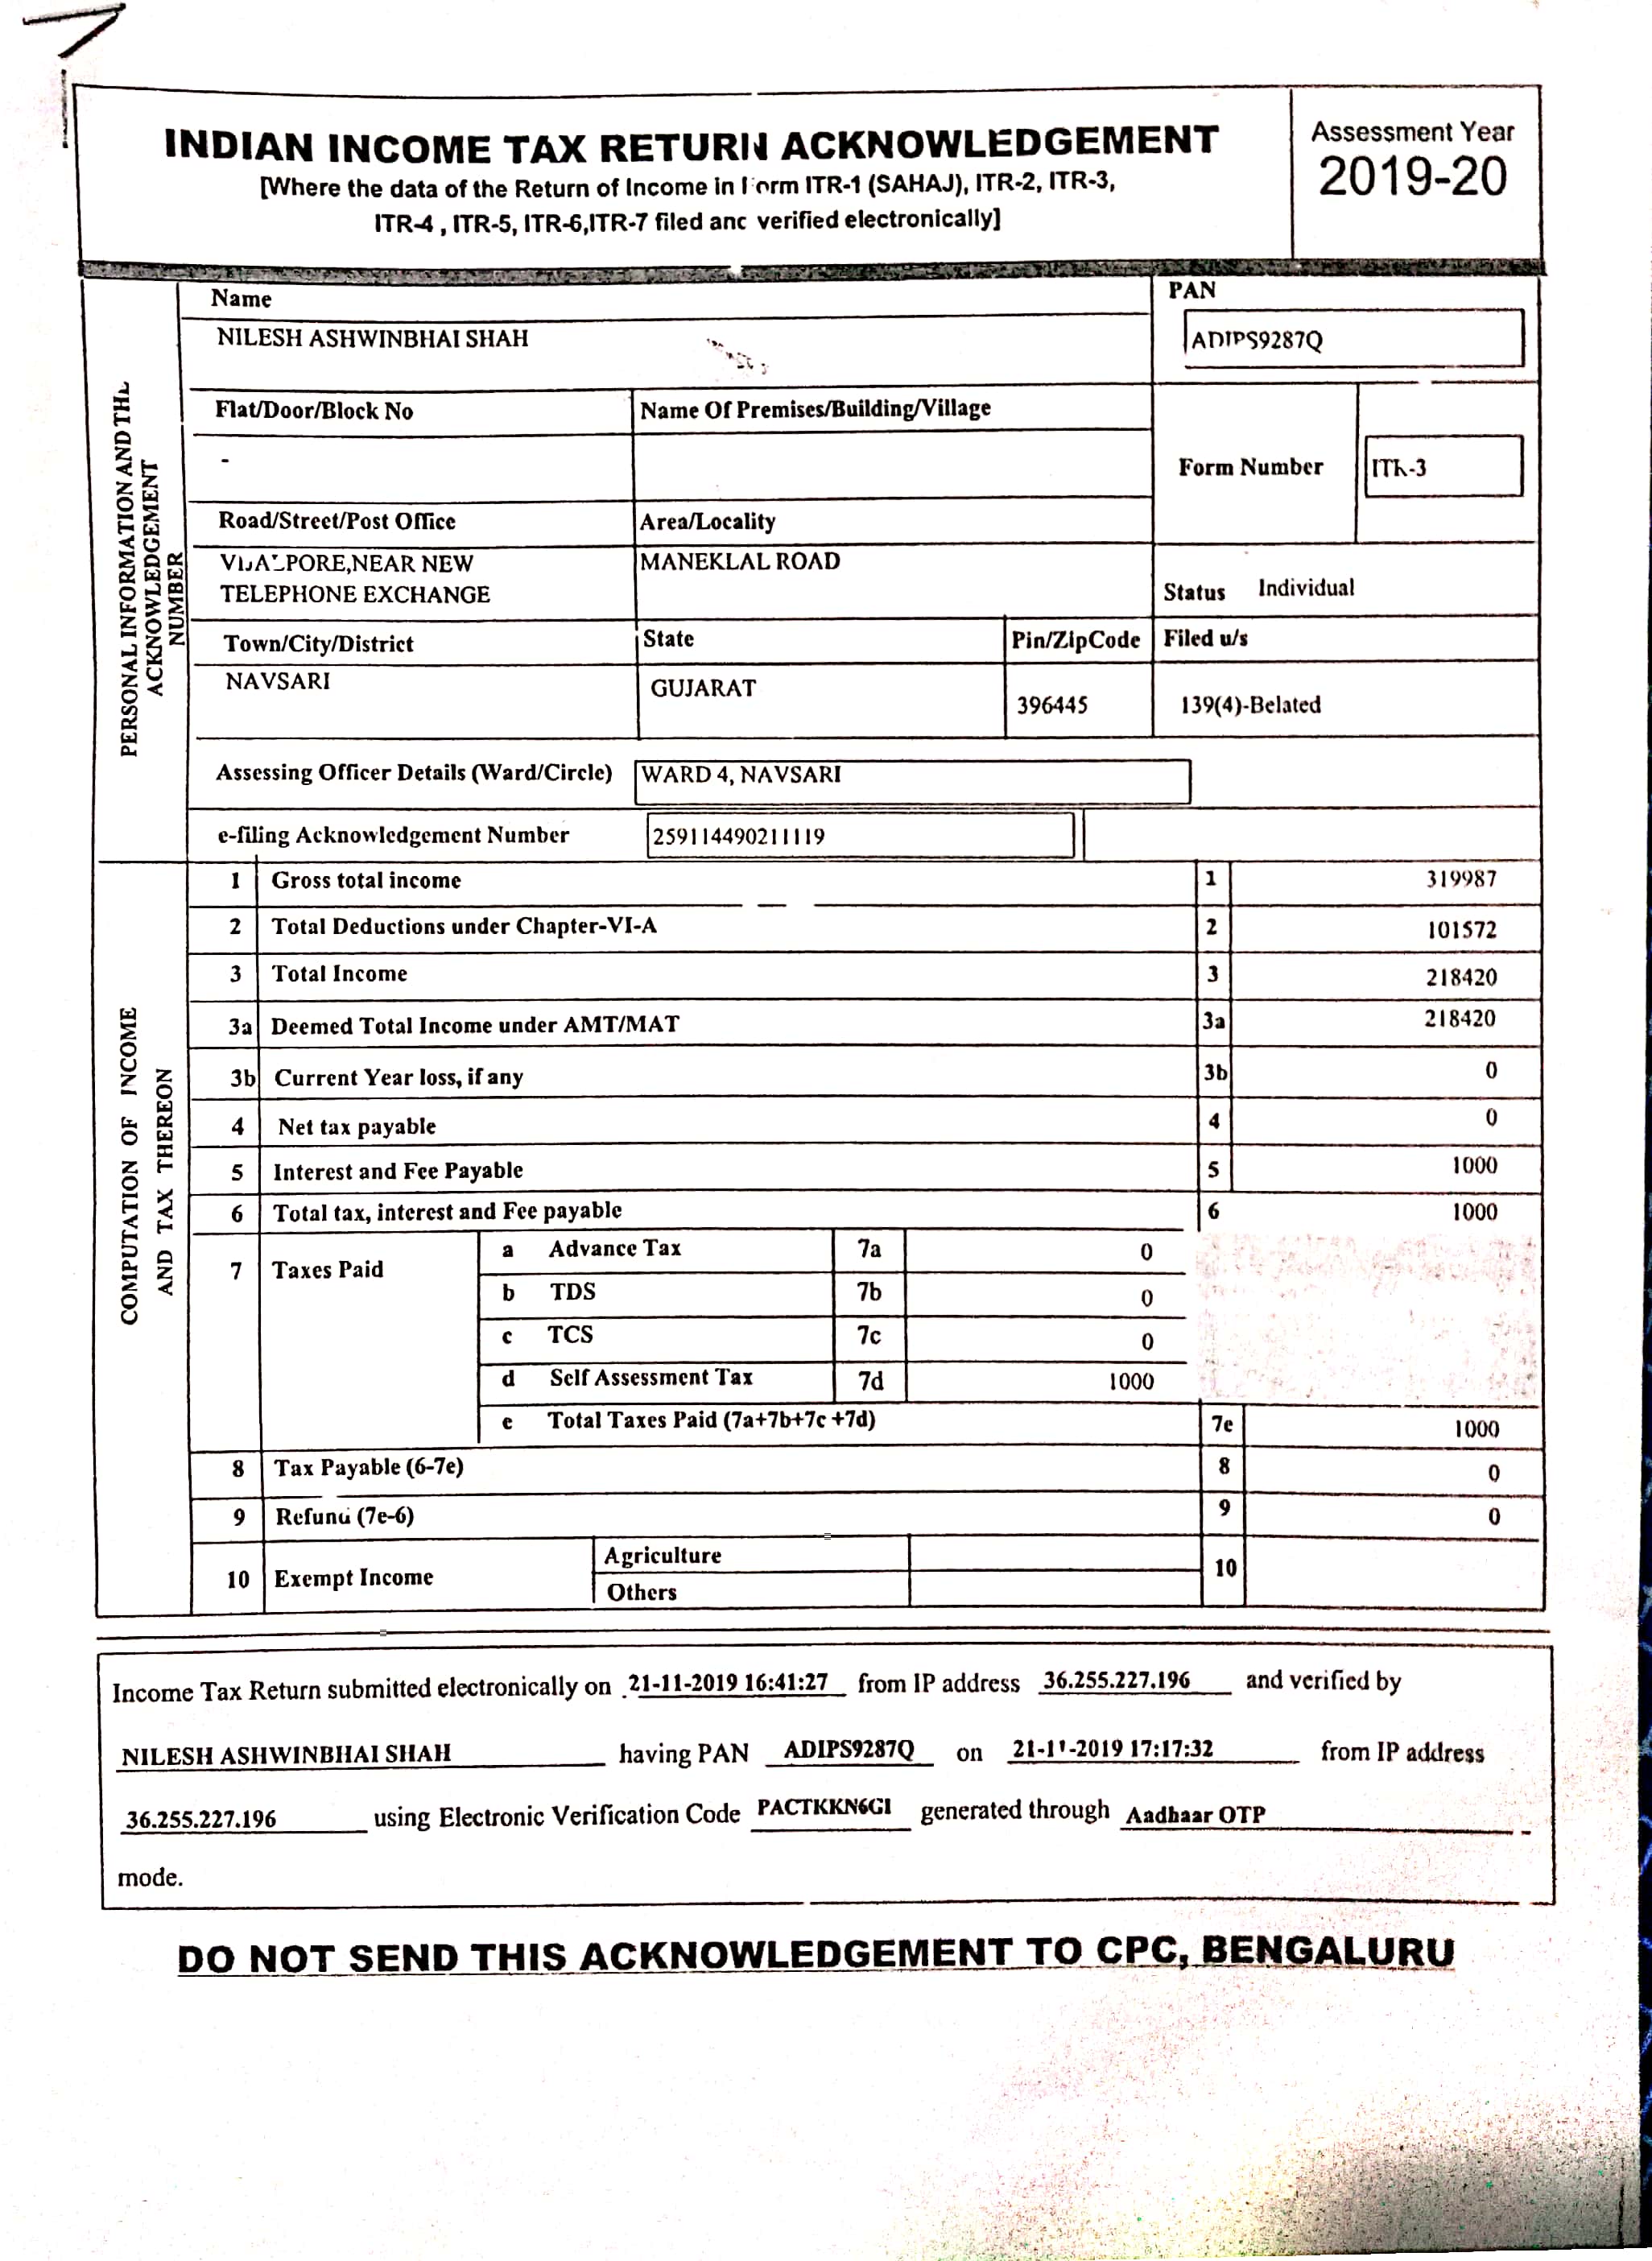 INDIAN INCOME TAX RETURN ACKNOWLEDGEMENT
[Where the data of the Return of Income in Form ITR-1 (SAHAJ), ITR-2, ITR-3,
ITR-4 , ITR-5, ITR-6,ITR-7 filed and verified electronically]
Assessment Year
2019-20
PERSONAL INFORMATION AND THE
ACKNOWLEDGEMENT
NUMBER
Name
PAN
NILESH ASHWINBHAI SHAH
ADIPS9287Q
Flat/Door/Block No
Name Of Premises/Building/Village
-
Form Number
ITR-3
Road/Street/Post Office
Area/Locality
VIJALPORE,NEAR NEW
TELEPHONE EXCHANGE
MANEKLAL ROAD
Status Individual
Town/City/District
State
Pin/ZipCode
Filed u/s
NAVSARI
GUJARAT
396445
139(4)-Belated
Assessing Officer Details (Ward/Circle)
WARD 4, NAVSARI
e-filing Acknowledgement Number
259114490211119
COMPUTATION OF INCOME
AND TAX THEREON
1 Gross total income 1 319987
2 Total Deductions under Chapter-VI-A 2 101572
3 Total Income 3 218420
3a Deemed Total Income under AMT/MAT 3a 218420
3b Current Year loss, if any 3b 0
4 Net tax payable 4 0
5 Interest and Fee Payable 5 1000
6 Total tax, interest and Fee payable 6 1000
7 Taxes Paid
a Advance Tax 7a 0
b TDS 7b 0
c TCS 7c 0
d Self Assessment Tax 7d 1000
e Total Taxes Paid (7a+7b+7c +7d) 7e 1000
8 Tax Payable (6-7e) 8 0
9 Refund (7e-6) 9 0
10 Exempt Income
Agriculture
Others
10
Income Tax Return submitted electronically on 21-11-2019 16:41:27 from IP address 36.255.227.196 and verified by
NILESH ASHWINBHAI SHAH having PAN ADIPS9287Q on 21-11-2019 17:17:32 from IP address
36.255.227.196 using Electronic Verification Code PACTKKN6GI generated through Aadhaar OTP
mode.
DO NOT SEND THIS ACKNOWLEDGEMENT TO CPC, BENGALURU